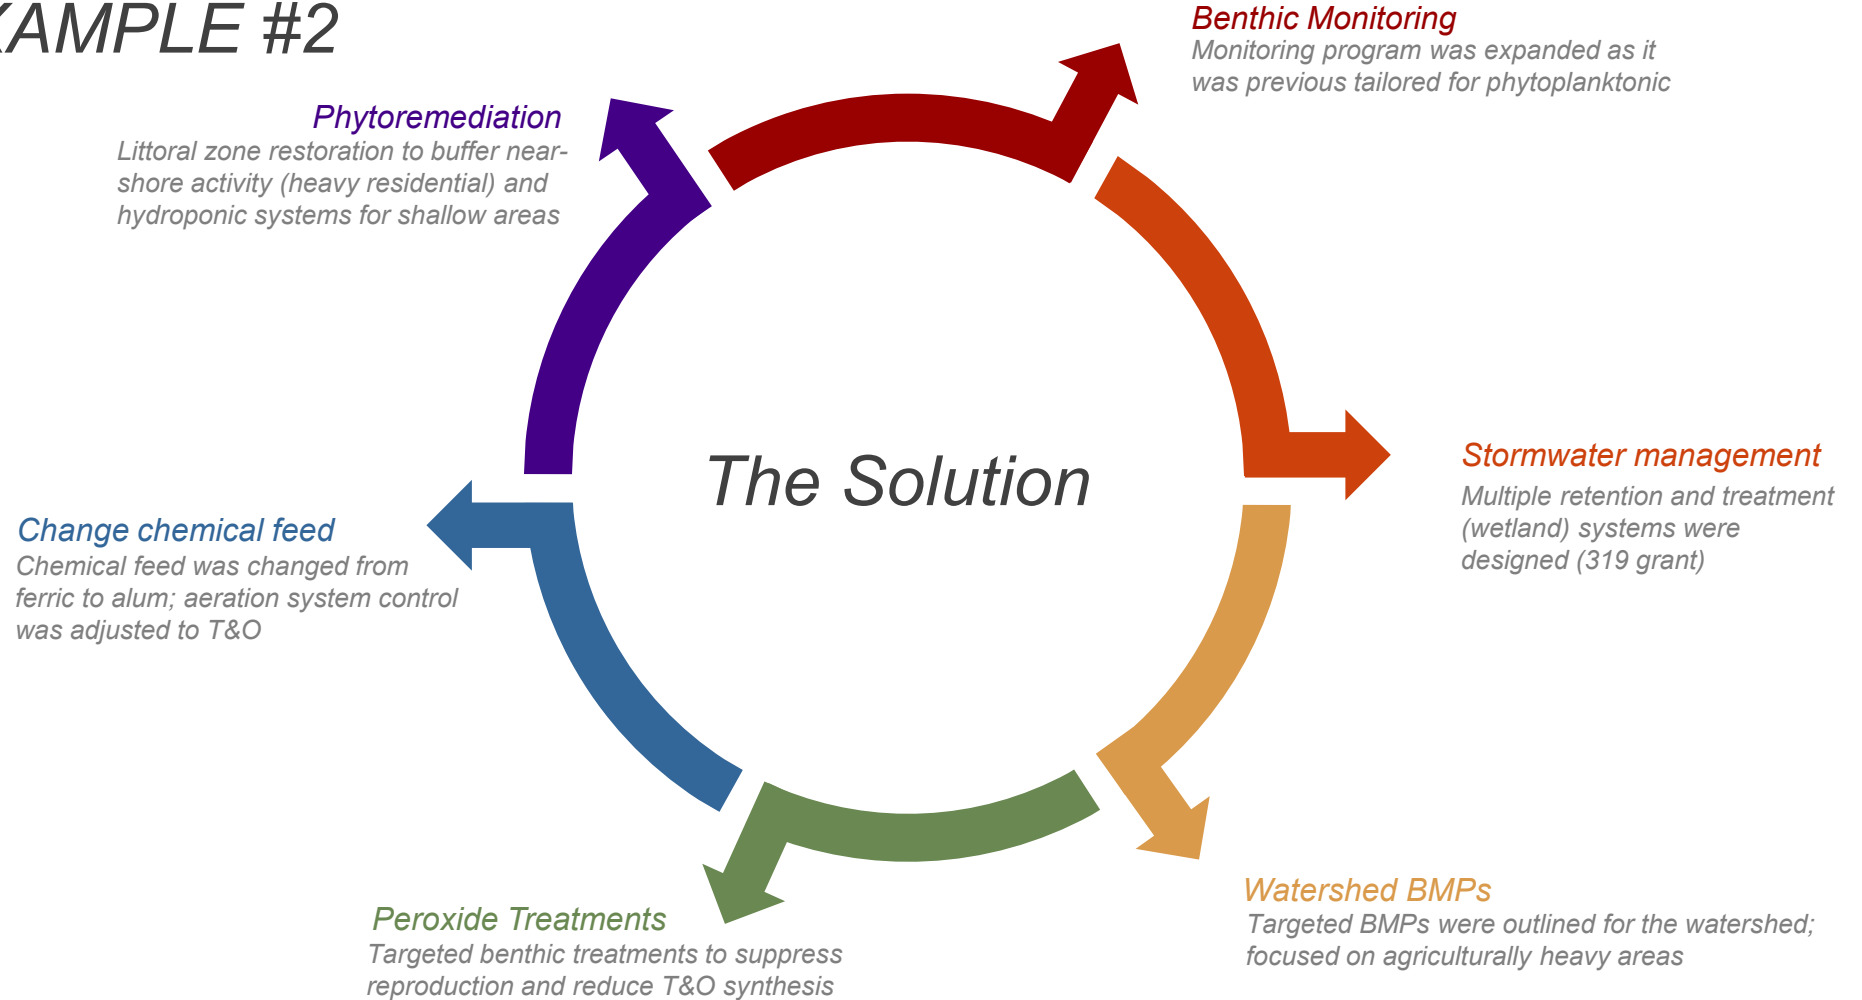 XAMPLE #2
Benthic Monitoring
Monitoring program was expanded as it
was previous tailored for phytoplanktonic
Phytoremediation
Littoral zone restoration to buffer near-
shore activity (heavy residential) and
hydroponic systems for shallow areas
The Solution
Stormwater management
Multiple retention and treatment
(wetland) systems were
designed (319 grant)
Change chemical feed
Chemical feed was changed from
ferric to alum; aeration system control
was adjusted to T&O
Watershed BMPs
Targeted BMPs were outlined for the watershed;
focused on agriculturally heavy areas
Peroxide Treatments
Targeted benthic treatments to suppress
reproduction and reduce T&O synthesis